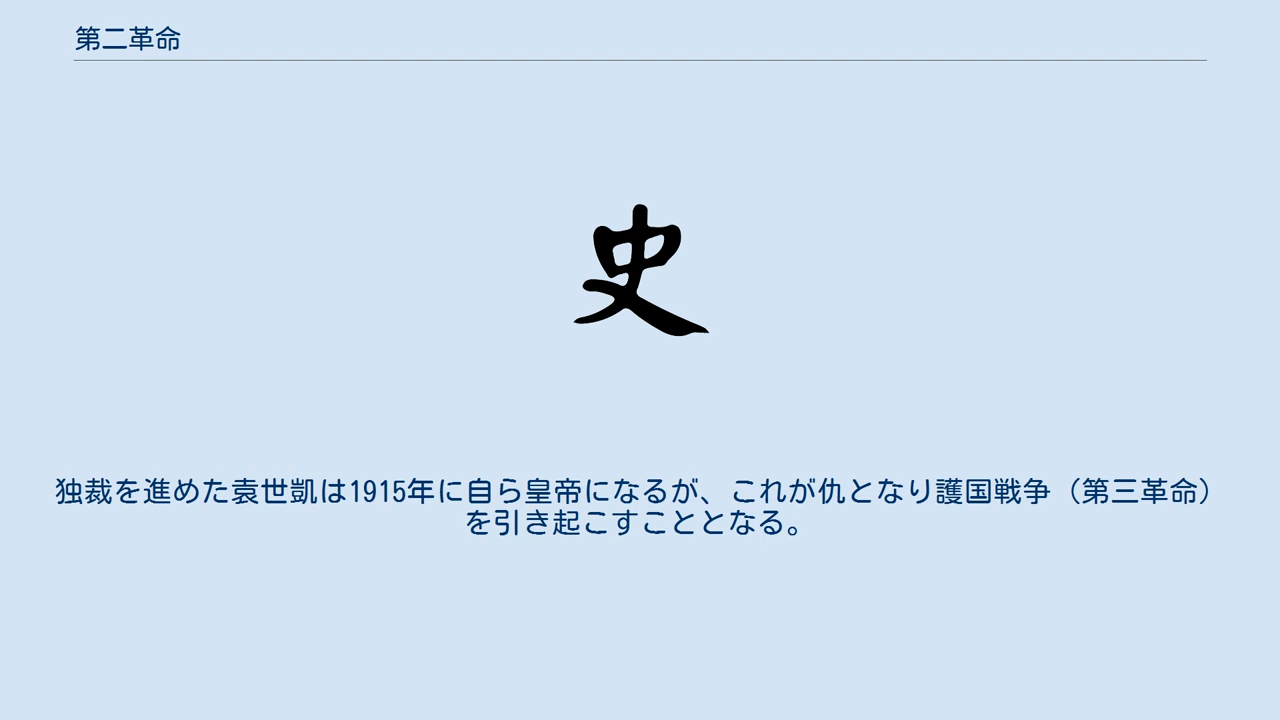 第二革命
史
独裁を進めた袁世凱は1915年に自ら皇帝になるが、これが仇となり護国戦争（第三革命）
を引き起こすこととなる。